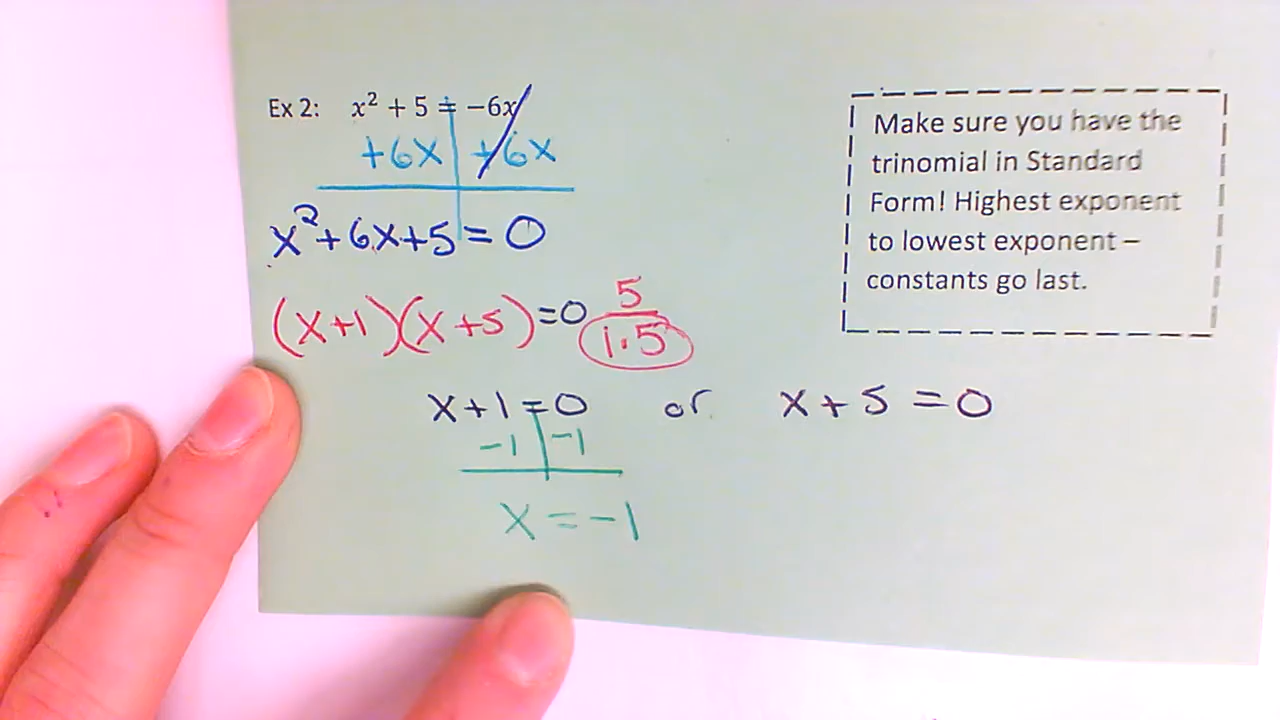 Ex 2: x² + 5 = −6x
+6x +6x
x²+6x+5 = 0
(x+1)(x+5)=0
5
1·5
x+1=0 or x+5=0
-1 -1
x = -1
Make sure you have the
trinomial in Standard
Form! Highest exponent
to lowest exponent –
constants go last.